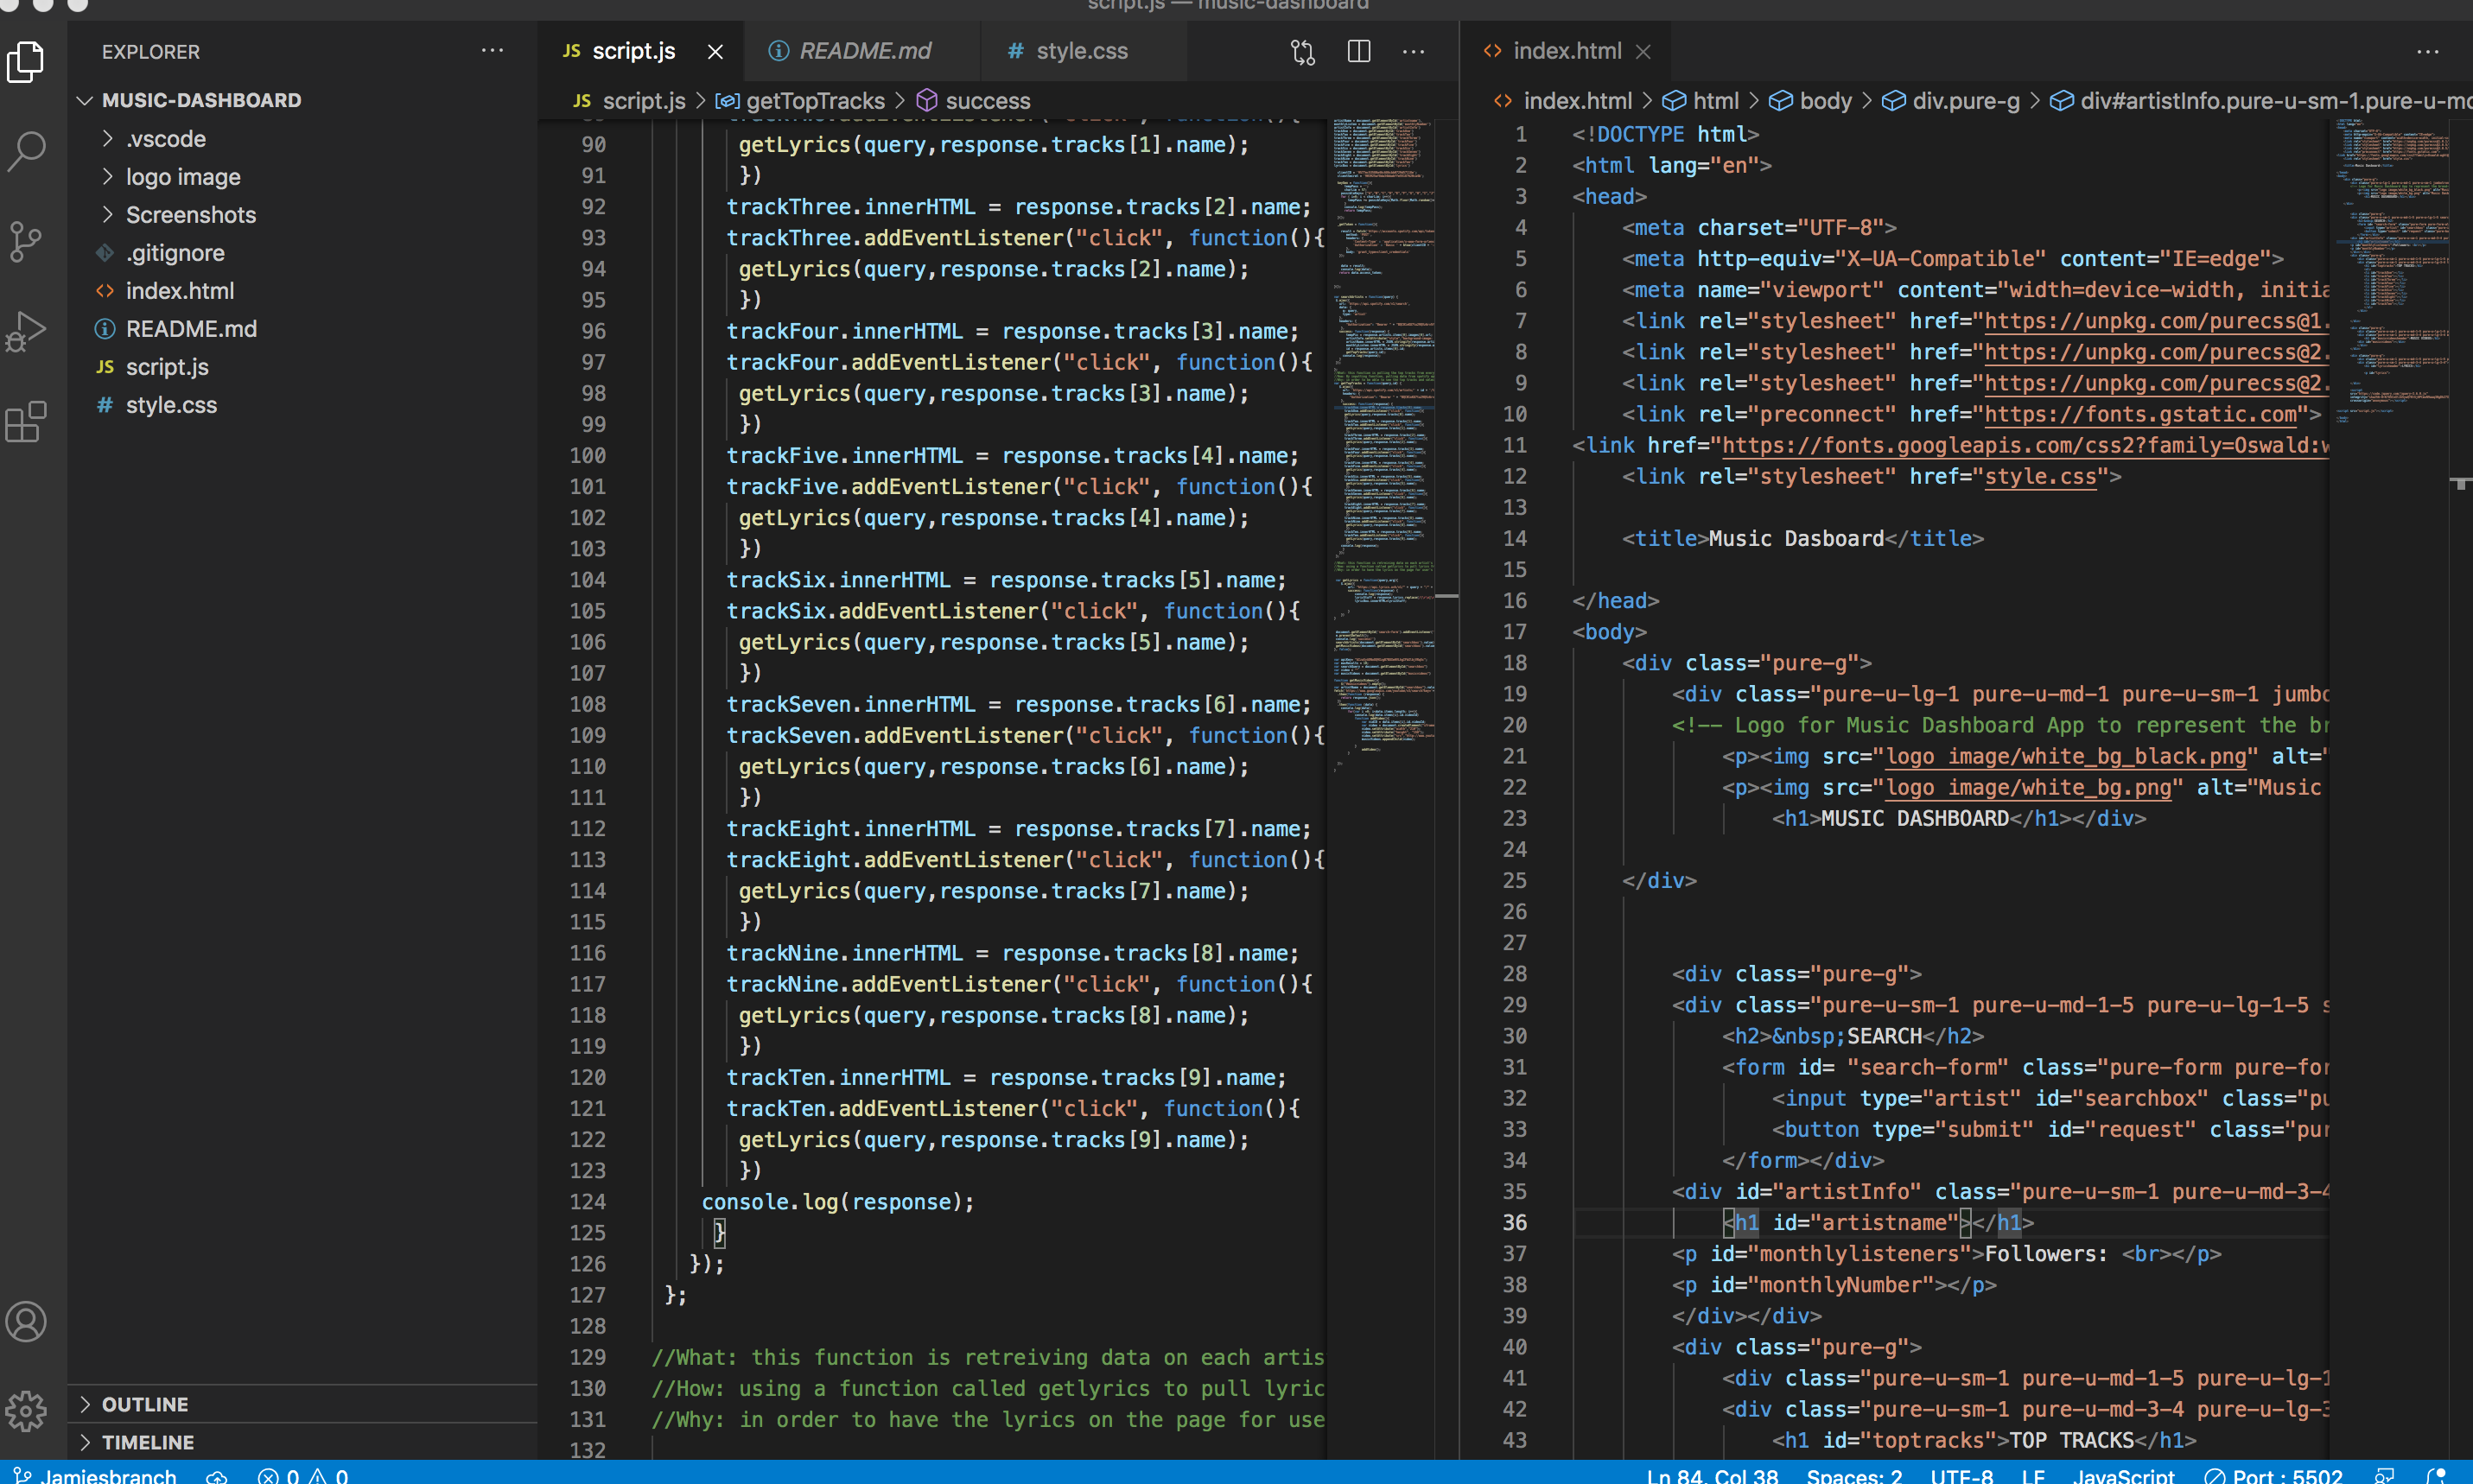 script.js — music-dashboard
EXPLORER
MUSIC-DASHBOARD
.vscode
logo image
Screenshots
.gitignore
index.html
README.md
JS script.js
# style.css
OUTLINE
TIMELINE
JS script.js
README.md
# style.css
JS script.js > getTopTracks > success
90 getLyrics(query,response.tracks[1].name);
91 })
92 trackThree.innerHTML = response.tracks[2].name;
93 trackThree.addEventListener("click", function(){
94 getLyrics(query,response.tracks[2].name);
95 })
96 trackFour.innerHTML = response.tracks[3].name;
97 trackFour.addEventListener("click", function(){
98 getLyrics(query,response.tracks[3].name);
99 })
100 trackFive.innerHTML = response.tracks[4].name;
101 trackFive.addEventListener("click", function(){
102 getLyrics(query,response.tracks[4].name);
103 })
104 trackSix.innerHTML = response.tracks[5].name;
105 trackSix.addEventListener("click", function(){
106 getLyrics(query,response.tracks[5].name);
107 })
108 trackSeven.innerHTML = response.tracks[6].name;
109 trackSeven.addEventListener("click", function(){
110 getLyrics(query,response.tracks[6].name);
111 })
112 trackEight.innerHTML = response.tracks[7].name;
113 trackEight.addEventListener("click", function(){
114 getLyrics(query,response.tracks[7].name);
115 })
116 trackNine.innerHTML = response.tracks[8].name;
117 trackNine.addEventListener("click", function(){
118 getLyrics(query,response.tracks[8].name);
119 })
120 trackTen.innerHTML = response.tracks[9].name;
121 trackTen.addEventListener("click", function(){
122 getLyrics(query,response.tracks[9].name);
123 })
124 console.log(response);
125 }
126 });
127 };
128
129 //What: this function is retreiving data on each artis
130 //How: using a function called getlyrics to pull lyric
131 //Why: in order to have the lyrics on the page for use
132
index.html
index.html > html > body > div.pure-g > div#artistInfo.pure-u-sm-1.pure-u-md
1 <!DOCTYPE html>
2 <html lang="en">
3 <head>
4 <meta charset="UTF-8">
5 <meta http-equiv="X-UA-Compatible" content="IE=edge">
6 <meta name="viewport" content="width=device-width, initia
7 <link rel="stylesheet" href="https://unpkg.com/purecss@1.
8 <link rel="stylesheet" href="https://unpkg.com/purecss@2.
9 <link rel="stylesheet" href="https://unpkg.com/purecss@2.
10 <link rel="preconnect" href="https://fonts.gstatic.com">
11 <link href="https://fonts.googleapis.com/css2?family=Oswald:w
12 <link rel="stylesheet" href="style.css">
13
14 <title>Music Dasboard</title>
15
16 </head>
17 <body>
18 <div class="pure-g">
19 <div class="pure-u-lg-1 pure-u-md-1 pure-u-sm-1 jumbo
20 <!-- Logo for Music Dashboard App to represent the br
21 <p><img src="logo image/white_bg_black.png" alt="
22 <p><img src="logo image/white_bg.png" alt="Music
23 <h1>MUSIC DASHBOARD</h1></div>
24
25 </div>
26
27
28 <div class="pure-g">
29 <div class="pure-u-sm-1 pure-u-md-1-5 pure-u-lg-1-5 s
30 <h2>&nbsp;SEARCH</h2>
31 <form id= "search-form" class="pure-form pure-for
32 <input type="artist" id="searchbox" class="pu
33 <button type="submit" id="request" class="pur
34 </form></div>
35 <div id="artistInfo" class="pure-u-sm-1 pure-u-md-3-4
36 <h1 id="artistname"></h1>
37 <p id="monthlylisteners">Followers: <br></p>
38 <p id="monthlyNumber"></p>
39 </div></div>
40 <div class="pure-g">
41 <div class="pure-u-sm-1 pure-u-md-1-5 pure-u-lg-1
42 <div class="pure-u-sm-1 pure-u-md-3-4 pure-u-lg-3
43 <h1 id="toptracks">TOP TRACKS</h1>
Jamiesbranch 0 0 Ln 84, Col 38 Spaces: 2 UTF-8 LF JavaScript Port : 5502